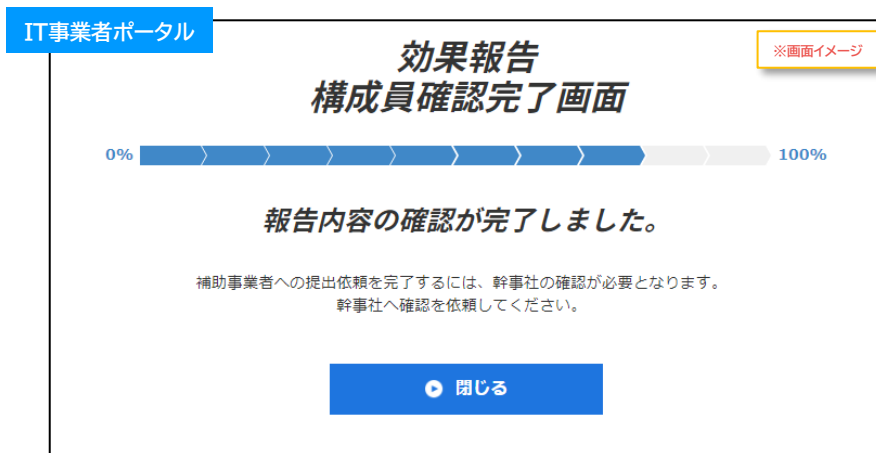 IT事業者ポータル
※画面イメージ
効果報告
構成員確認完了画面
0%
100%
報告内容の確認が完了しました。
補助事業者への提出依頼を完了するには、幹事社の確認が必要となります。
幹事社へ確認を依頼してください。
閉じる